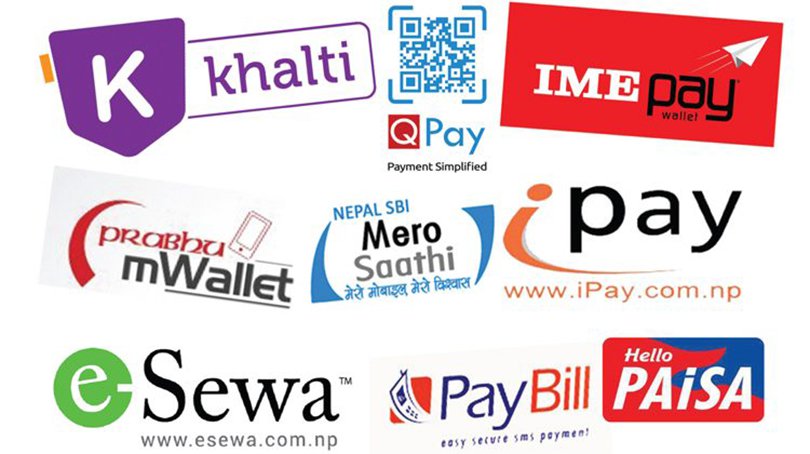 K
khalti
QPay
Payment Simplified
IME pay
wallet
PRABHU
mWallet
NEPAL SBI
Mero
Saathi
मेरो मोबाइल् मेरो विश्वास
ipay
www.iPay.com.np
e-Sewa™
www.esewa.com.np
PayBill
easy secure sms payment
Hello
PAiSA